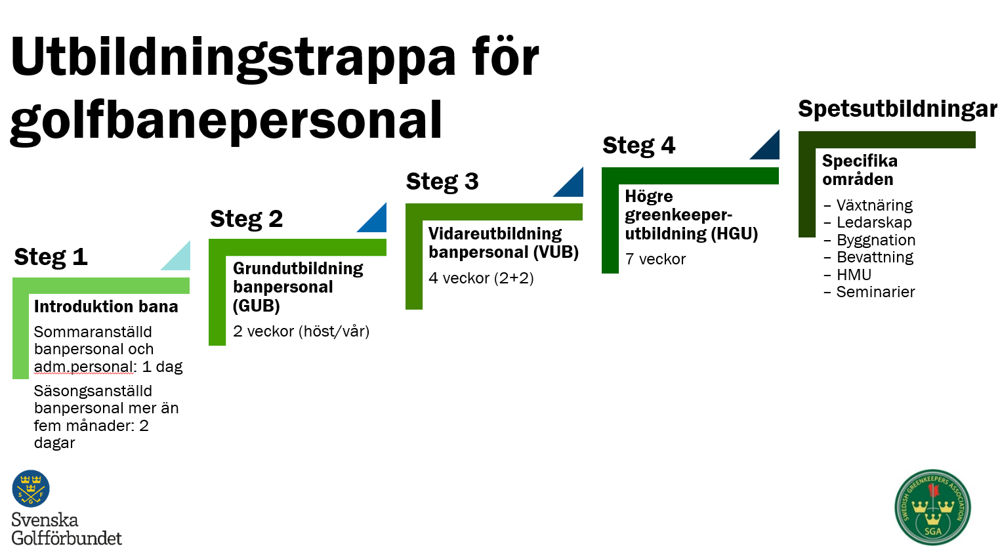 Utbildningstrappa för
golfbanepersonal
Steg 1
Introduktion bana
Sommaranställd
banpersonal och
adm.personal: 1 dag
Säsongsanställd
banpersonal mer än
fem månader: 2
dagar
Steg 2
Grundutbildning
banpersonal
(GUB)
2 veckor (höst/vår)
Steg 3
Vidareutbildning
banpersonal (VUB)
4 veckor (2+2)
Steg 4
Högre
greenkeeper-
utbildning (HGU)
7 veckor
Spetsutbildningar
Specifika
områden
– Växtnäring
– Ledarskap
– Byggnation
– Bevattning
– HMU
– Seminarier
S G F
Svenska
Golfförbundet
SWEDISH GREENKEEPERS ASSOCIATION
SGA